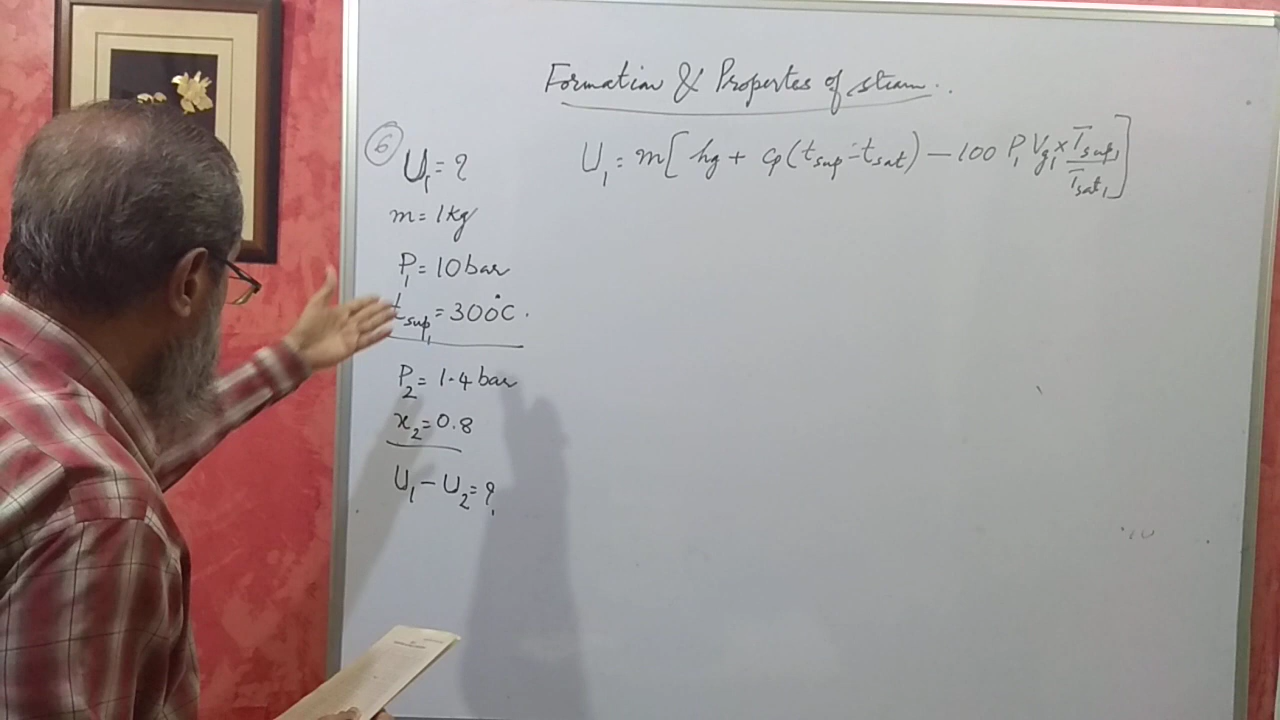 Formation & Propertes of steam..
6
U₁ = ?
m = 1kg
P₁ = 10 bar
tsup₁ = 300°C.
P₂ = 1.4 bar
x₂ = 0.8
U₁ - U₂ = ?
U₁ = m[ hg + cp(tsup - tsat) - 100 P₁ Vg₁ × Tsup₁/Tsat₁ ]